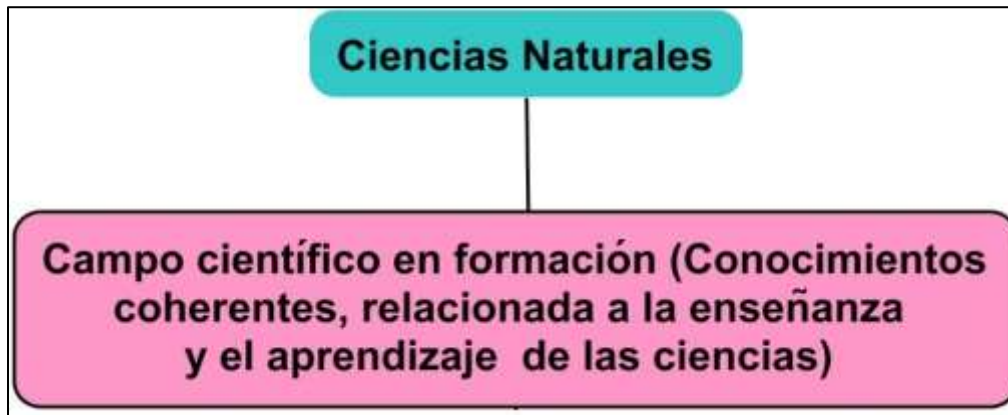 Ciencias Naturales
Campo científico en formación (Conocimientos
coherentes, relacionada a la enseñanza
y el aprendizaje de las ciencias)